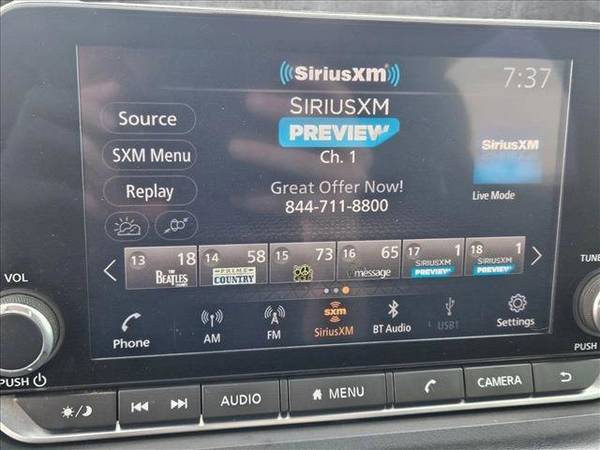 SiriusXM
7:37
Source
SIRIUSXM
PREVIEW
Ch. 1
SiriusXM
SXM Menu
Replay
Great Offer Now!
844-711-8800
Live Mode
13 18 14 58 15 73 16 65 17 1 18 1
THE BEATLES
PRIME COUNTRY
message
SIRIUSXM PREVIEW
SIRIUSXM PREVIEW
VOL
TUNE
sxm
Phone
AM
FM
SiriusXM
BT Audio
USB1
Settings
PUSH
PUSH
AUDIO
MENU
CAMERA